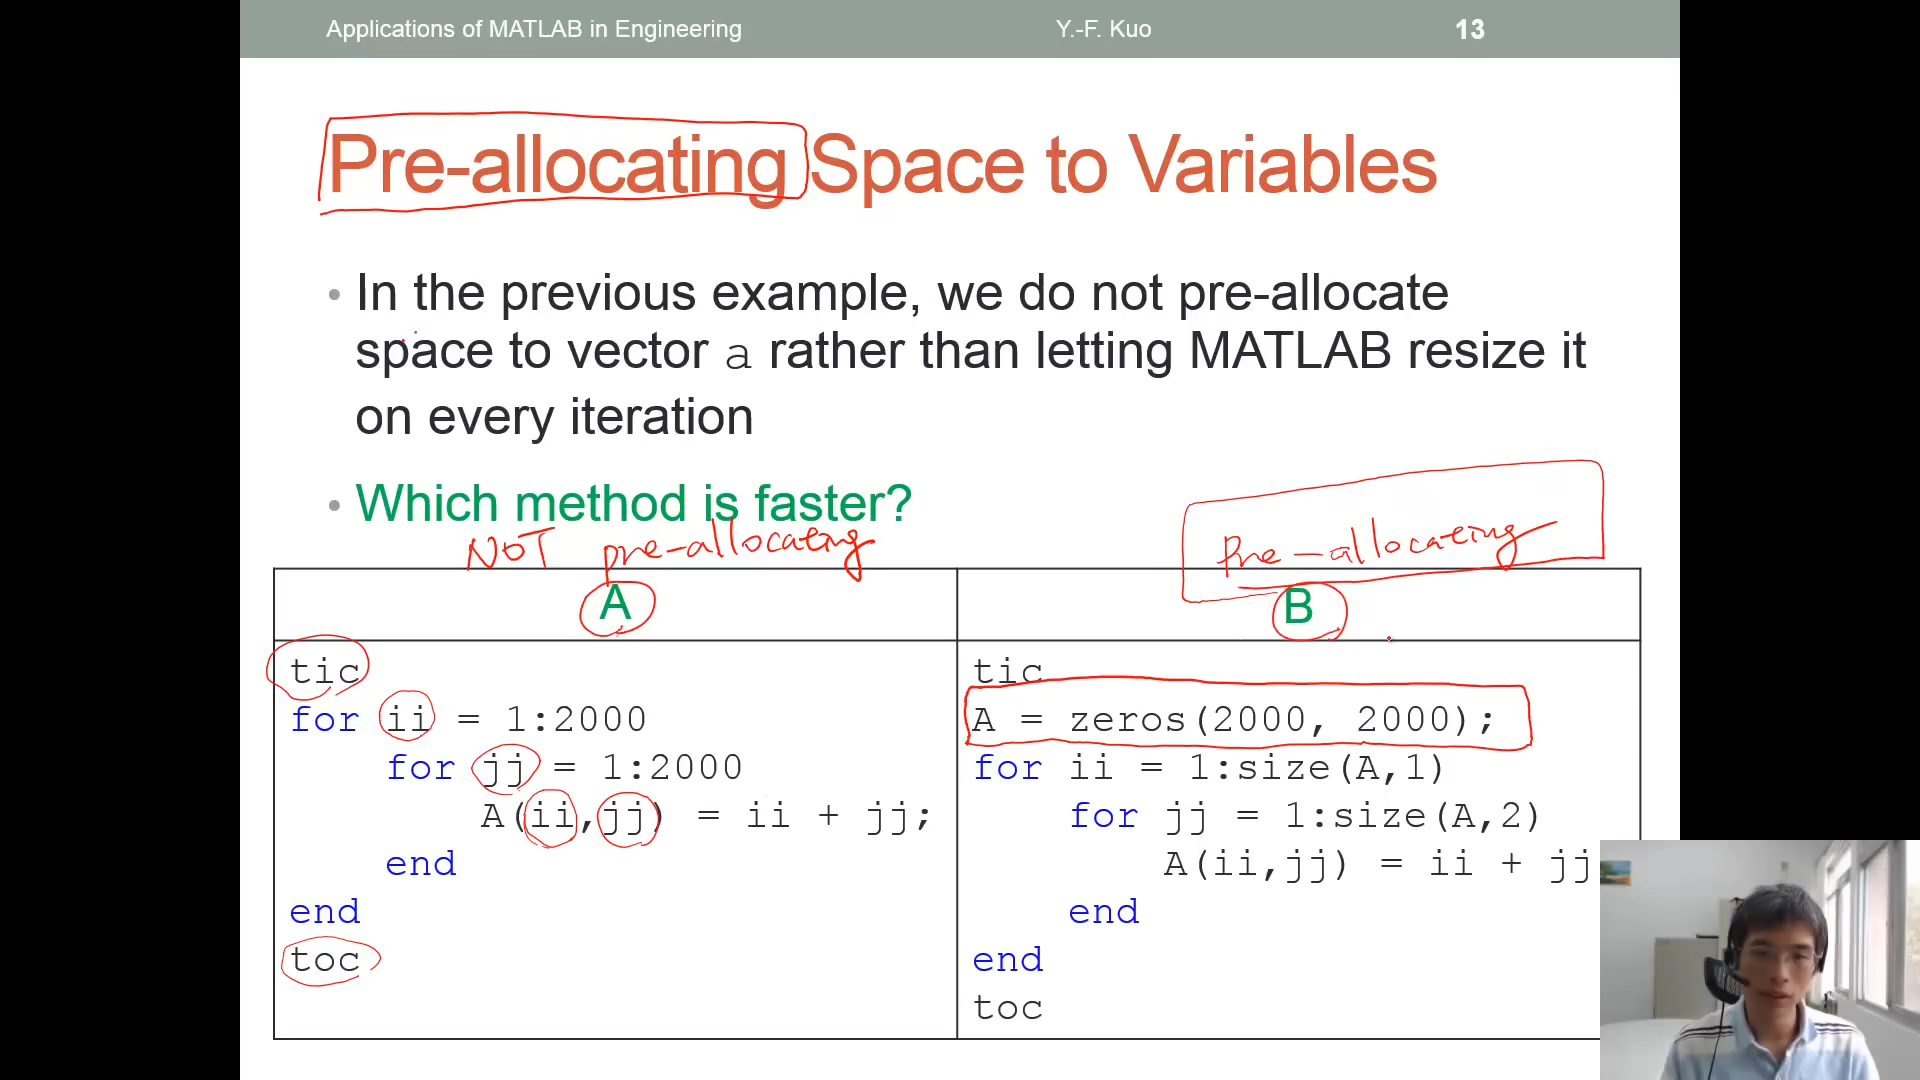 Applications of MATLAB in Engineering Y.-F. Kuo 13
Pre-allocating Space to Variables
• In the previous example, we do not pre-allocate
space to vector a rather than letting MATLAB resize it
on every iteration
• Which method is faster?
NOT pre-allocating
Pre-allocating
A
B
tic
for ii = 1:2000
for jj = 1:2000
A(ii,jj) = ii + jj;
end
end
toc
tic
A = zeros(2000, 2000);
for ii = 1:size(A,1)
for jj = 1:size(A,2)
A(ii,jj) = ii + jj
end
end
toc